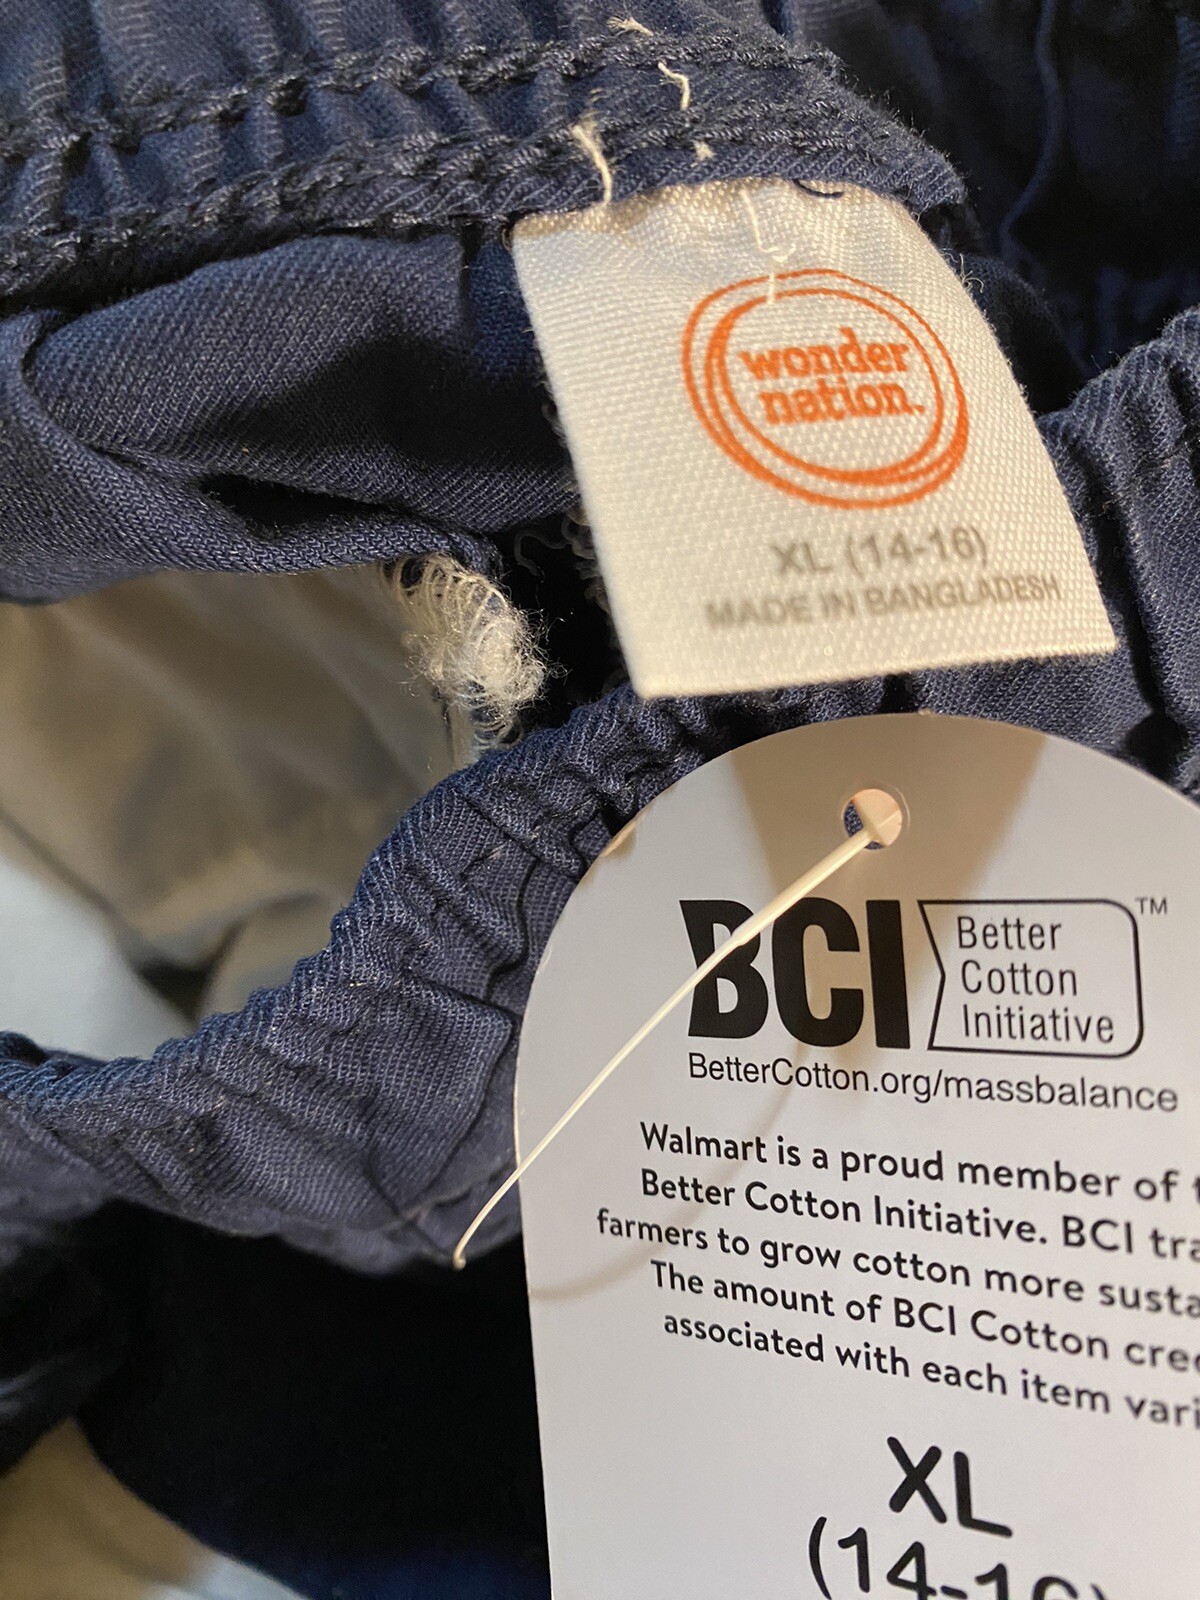 wonder
nation.
XL (14-16)
MADE IN BANGLADESH
BCI
Better
Cotton
Initiative
TM
BetterCotton.org/massbalance
Walmart is a proud member of
Better Cotton Initiative. BCI
farmers to grow cotton more
The amount of BCI Cotton
associated with each item
XL
(14-16)